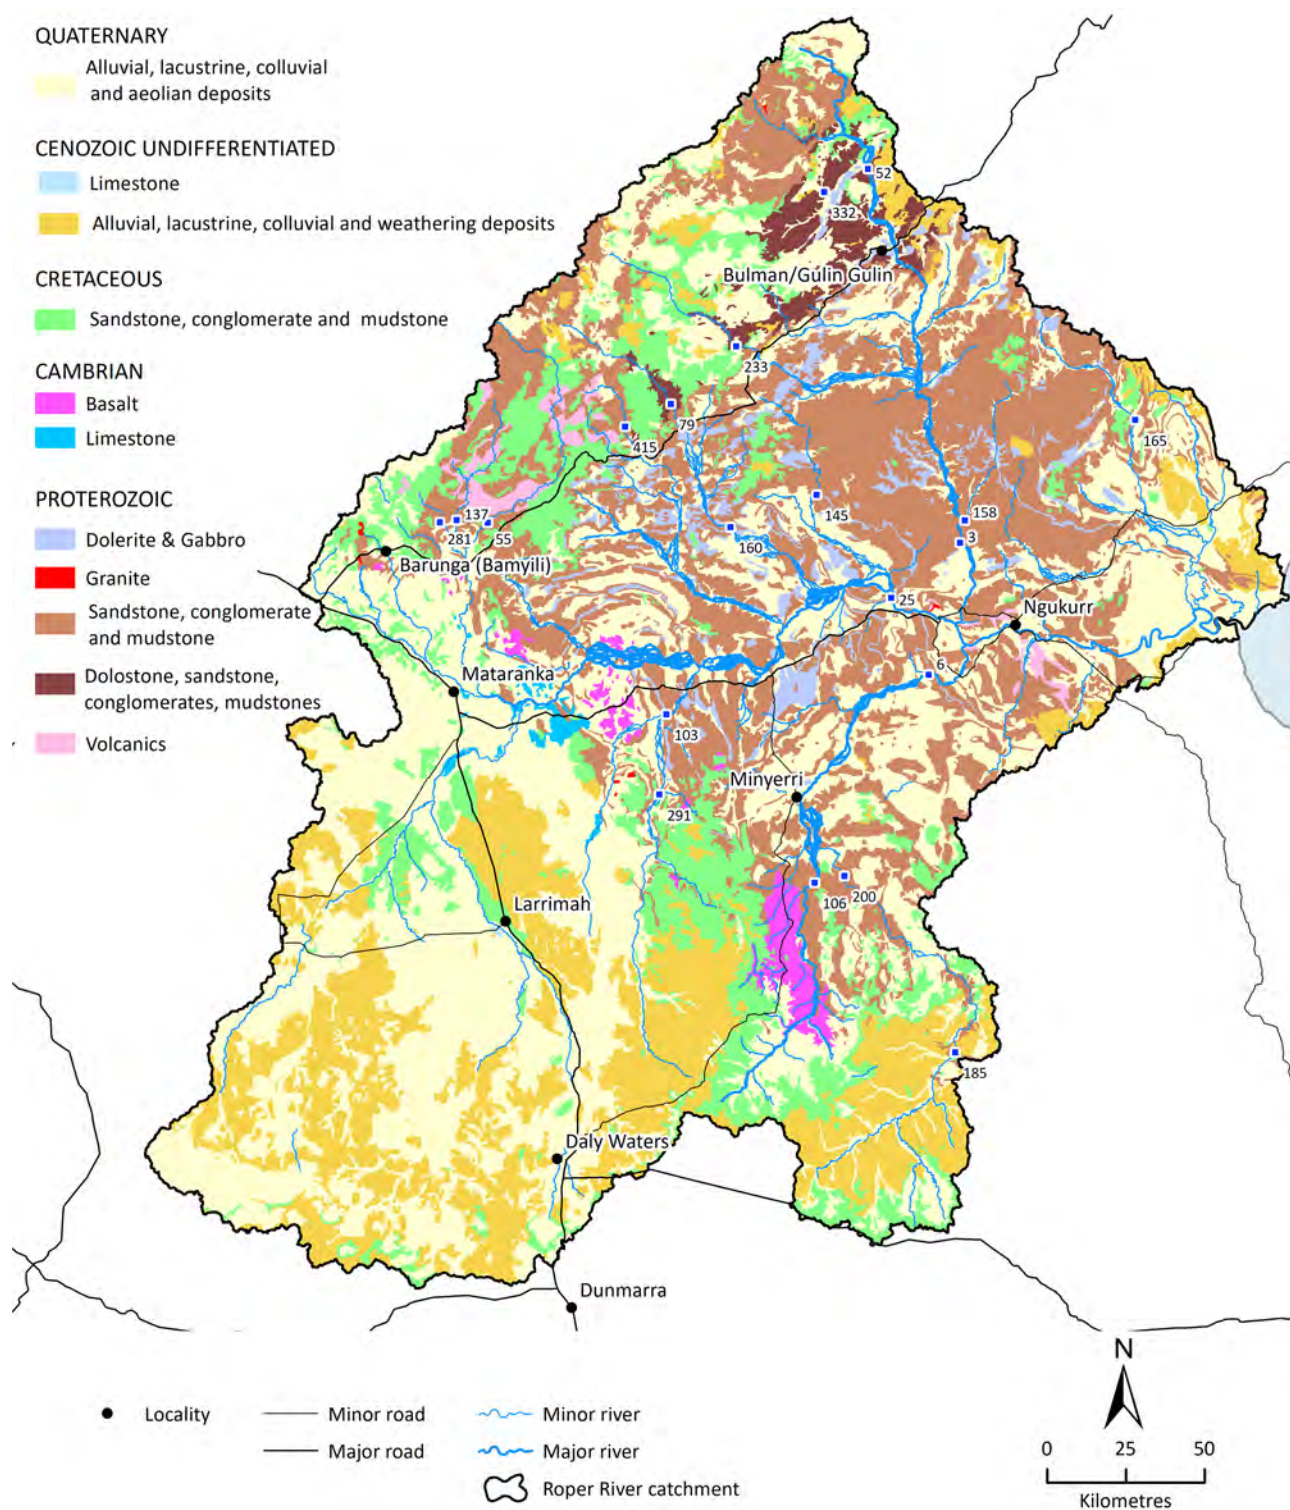 QUATERNARY
Alluvial, lacustrine, colluvial
and aeolian deposits
CENOZOIC UNDIFFERENTIATED
Limestone
Alluvial, lacustrine, colluvial and weathering deposits
CRETACEOUS
Sandstone, conglomerate and mudstone
CAMBRIAN
Basalt
Limestone
PROTEROZOIC
Dolerite & Gabbro
Granite
Sandstone, conglomerate
and mudstone
Dolostone, sandstone,
conglomerates, mudstones
Volcanics
52
332
Bulman/Gulin Gulin
233
79
415
165
145
158
137
281
55
160
3
Barunga (Bamyili)
25
Ngukurr
6
Mataranka
103
Minyerri
291
106
200
Larrimah
185
Daly Waters
Dunmarra
N
Locality
Minor road
Minor river
Major road
Major river
Roper River catchment
0 25 50
Kilometres